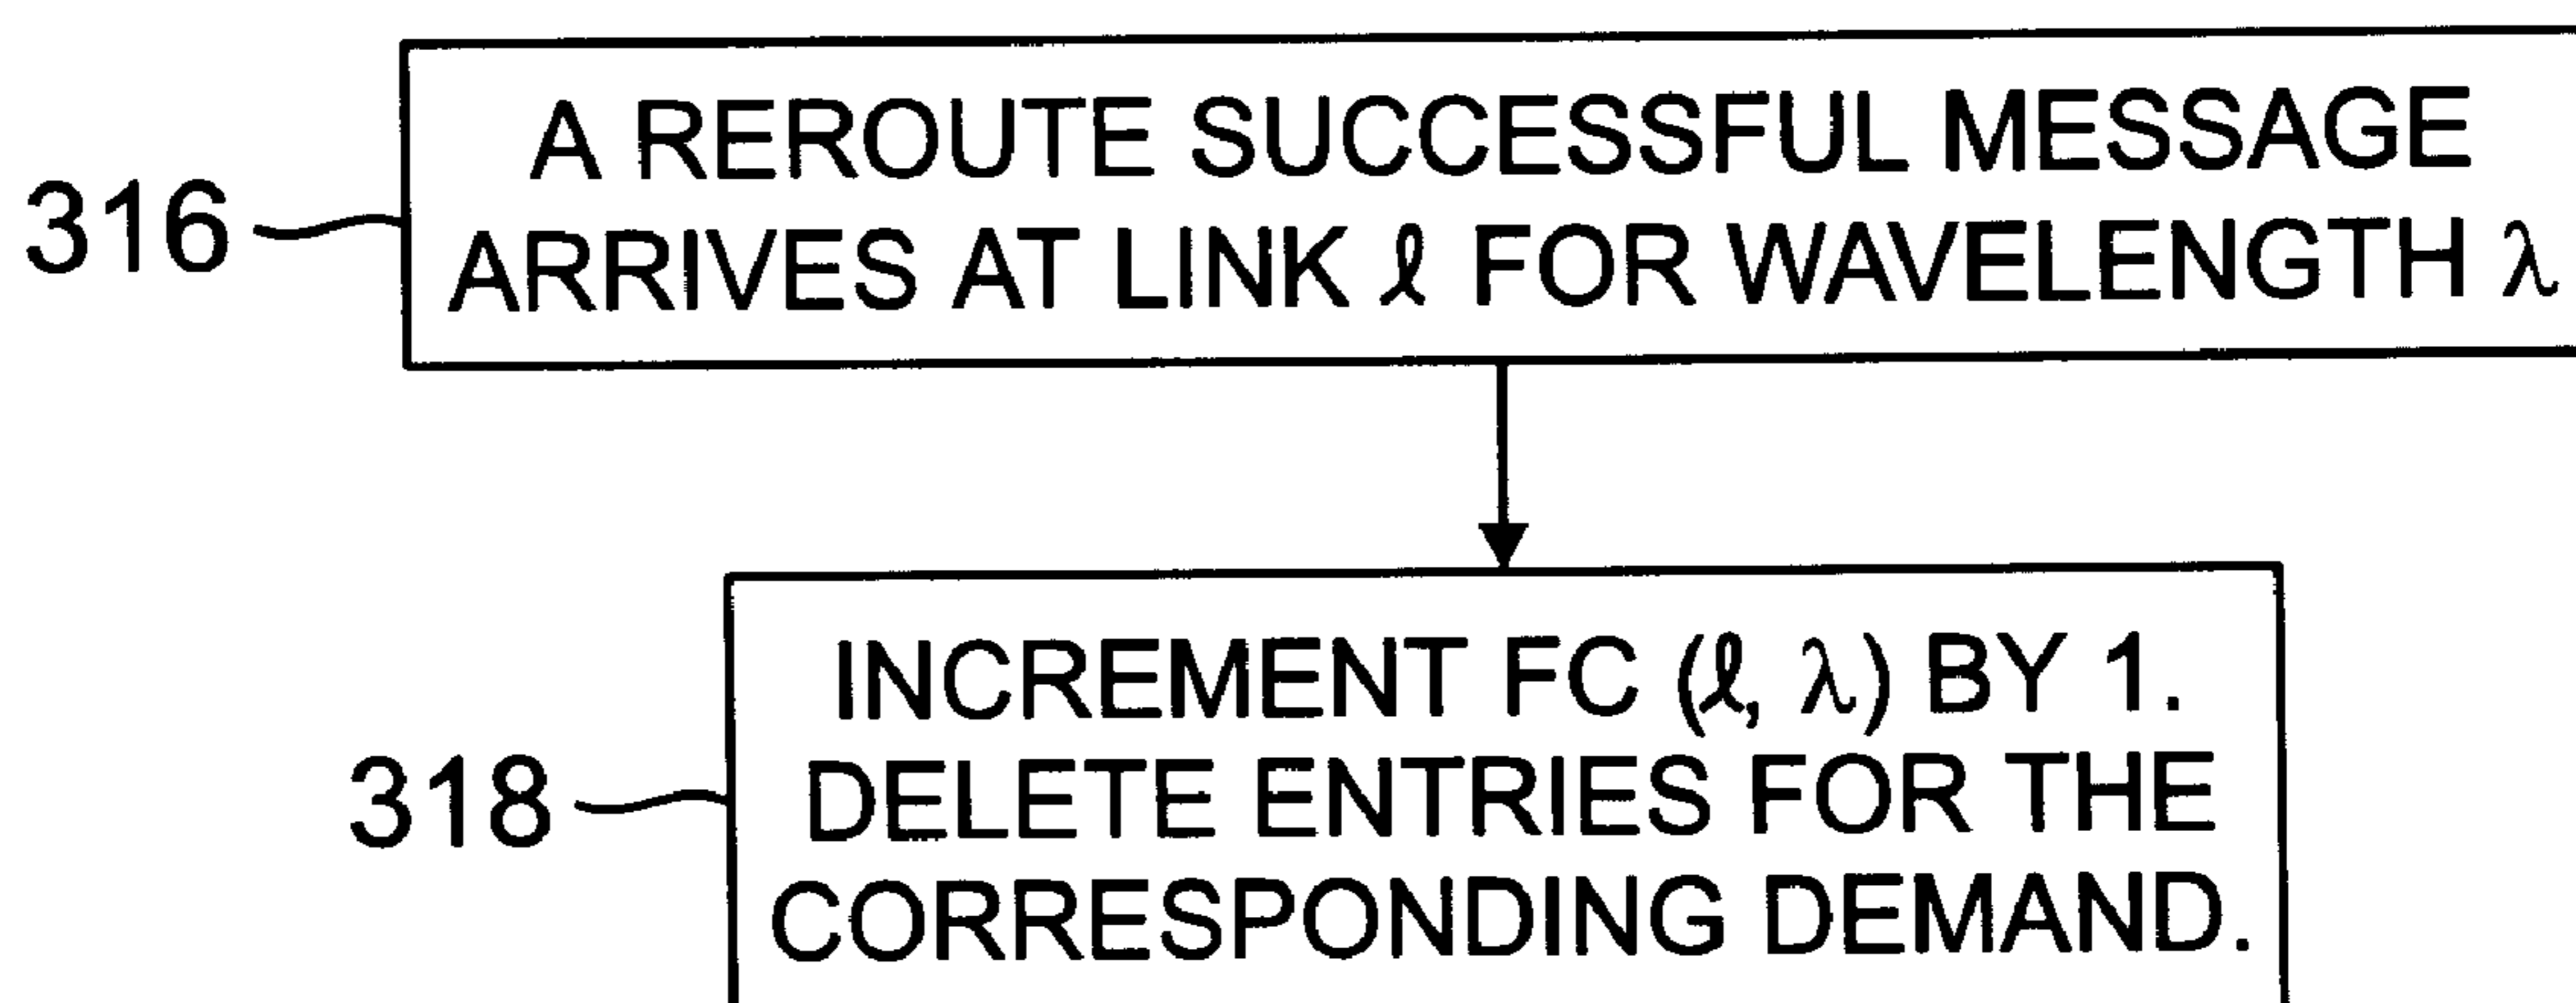 A REROUTE SUCCESSFUL MESSAGE
316
ARRIVES AT LINK ℓ FOR WAVELENGTH λ
INCREMENT FC (ℓ, λ) BY 1.
318
DELETE ENTRIES FOR THE
CORRESPONDING DEMAND.